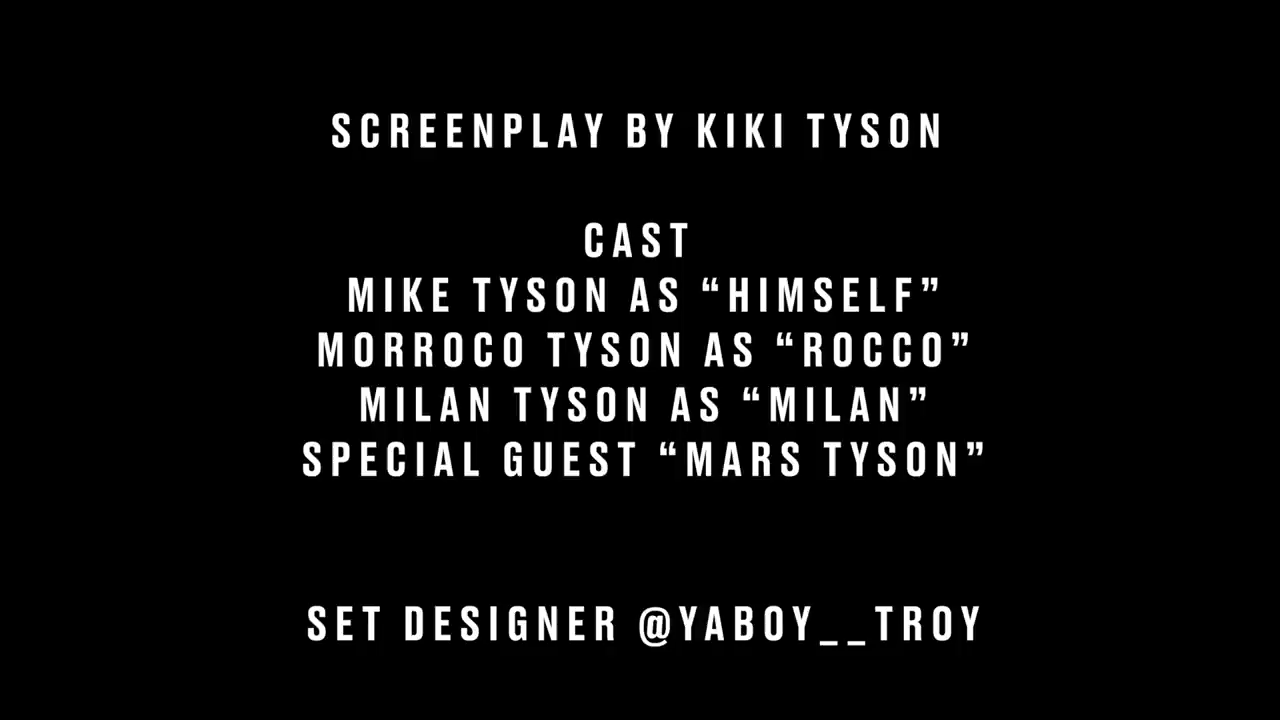 SCREENPLAY BY KIKI TYSON
CAST
MIKE TYSON AS “HIMSELF”
MORROCO TYSON AS “ROCCO”
MILAN TYSON AS “MILAN”
SPECIAL GUEST “MARS TYSON”
SET DESIGNER @YABOY__TROY